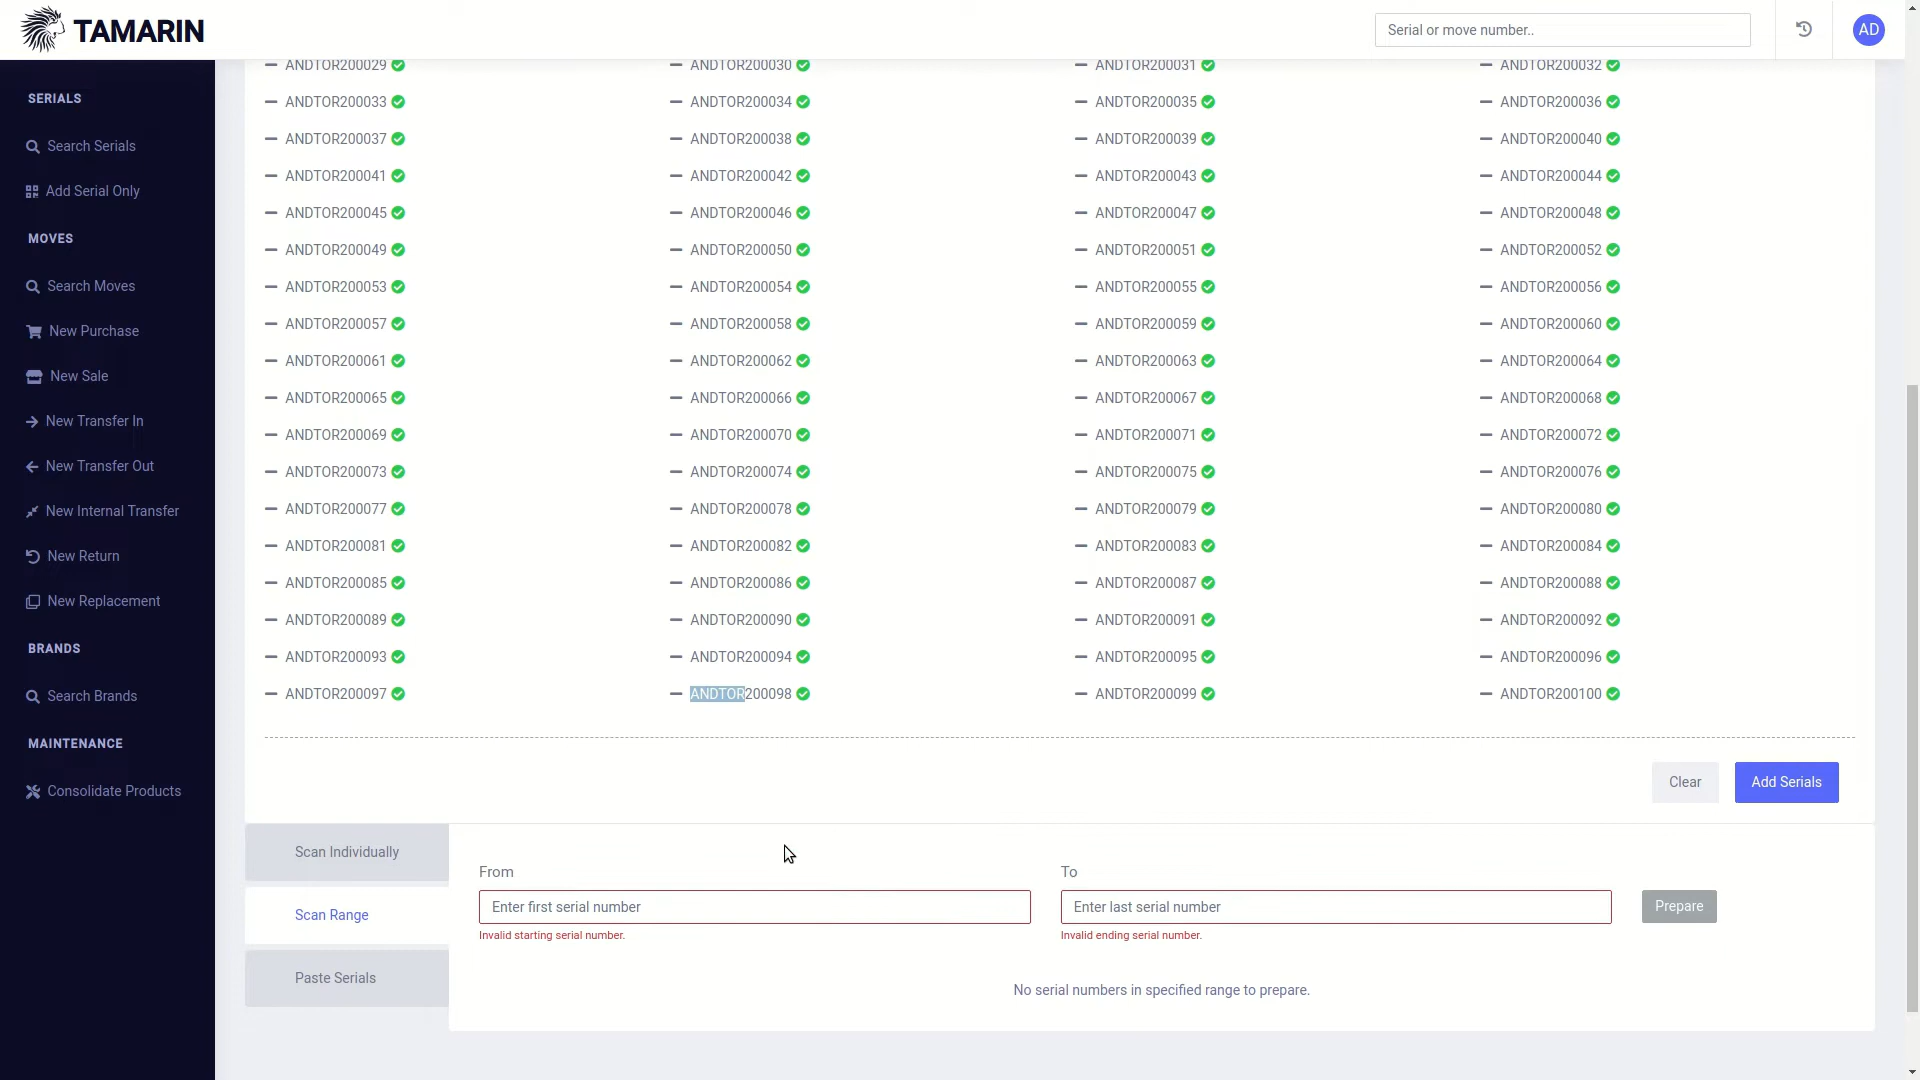 TAMARIN
Serial or move number..
AD
SERIALS
Search Serials
Add Serial Only
MOVES
Search Moves
New Purchase
New Sale
New Transfer In
New Transfer Out
New Internal Transfer
New Return
New Replacement
BRANDS
Search Brands
MAINTENANCE
Consolidate Products
ANDTOR200029 ANDTOR200030 ANDTOR200031 ANDTOR200032
ANDTOR200033 ANDTOR200034 ANDTOR200035 ANDTOR200036
ANDTOR200037 ANDTOR200038 ANDTOR200039 ANDTOR200040
ANDTOR200041 ANDTOR200042 ANDTOR200043 ANDTOR200044
ANDTOR200045 ANDTOR200046 ANDTOR200047 ANDTOR200048
ANDTOR200049 ANDTOR200050 ANDTOR200051 ANDTOR200052
ANDTOR200053 ANDTOR200054 ANDTOR200055 ANDTOR200056
ANDTOR200057 ANDTOR200058 ANDTOR200059 ANDTOR200060
ANDTOR200061 ANDTOR200062 ANDTOR200063 ANDTOR200064
ANDTOR200065 ANDTOR200066 ANDTOR200067 ANDTOR200068
ANDTOR200069 ANDTOR200070 ANDTOR200071 ANDTOR200072
ANDTOR200073 ANDTOR200074 ANDTOR200075 ANDTOR200076
ANDTOR200077 ANDTOR200078 ANDTOR200079 ANDTOR200080
ANDTOR200081 ANDTOR200082 ANDTOR200083 ANDTOR200084
ANDTOR200085 ANDTOR200086 ANDTOR200087 ANDTOR200088
ANDTOR200089 ANDTOR200090 ANDTOR200091 ANDTOR200092
ANDTOR200093 ANDTOR200094 ANDTOR200095 ANDTOR200096
ANDTOR200097 ANDTOR200098 ANDTOR200099 ANDTOR200100
Clear
Add Serials
Scan Individually
Scan Range
Paste Serials
From
Enter first serial number
Invalid starting serial number.
To
Enter last serial number
Invalid ending serial number.
Prepare
No serial numbers in specified range to prepare.